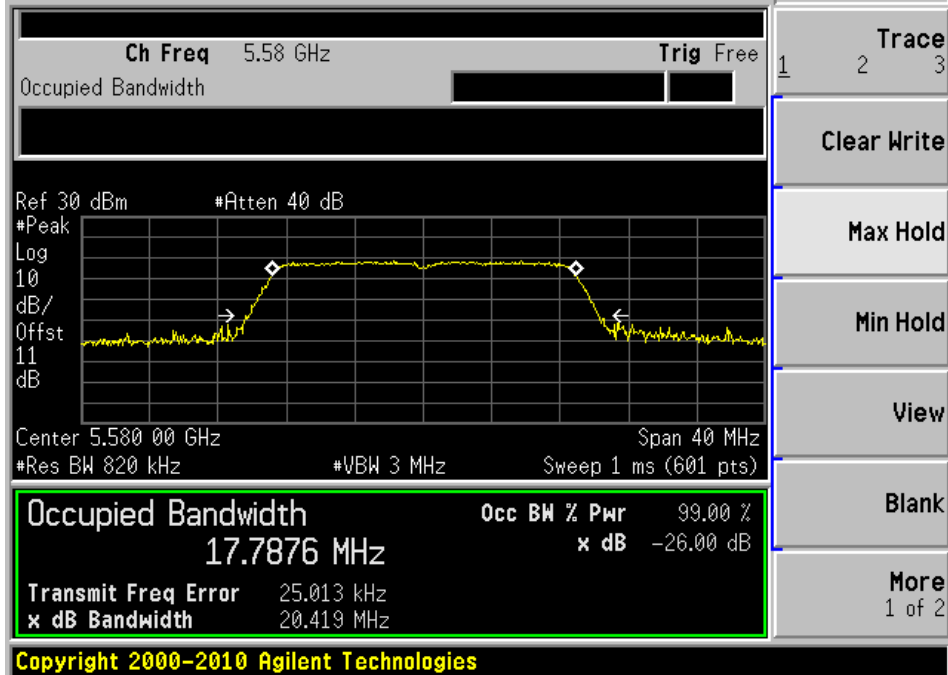 Ch Freq 5.58 GHz Trig Free
Occupied Bandwidth
Ref 30 dBm #Atten 40 dB
#Peak
Log
10
dB/
Offst
11
dB
Center 5.580 00 GHz Span 40 MHz
#Res BW 820 kHz #VBW 3 MHz Sweep 1 ms (601 pts)
Occupied Bandwidth
17.7876 MHz
Occ BW % Pwr 99.00 %
x dB -26.00 dB
Transmit Freq Error 25.013 kHz
x dB Bandwidth 20.419 MHz
Copyright 2000-2010 Agilent Technologies
Trace
1 2 3
Clear Write
Max Hold
Min Hold
View
Blank
More
1 of 2